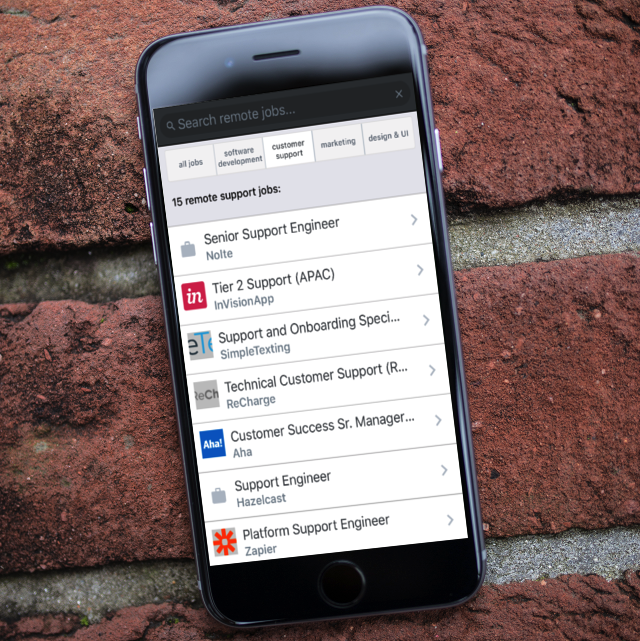 Search remote jobs...
all jobs
software
development
customer
support
marketing
design & UI
15 remote support jobs:
Senior Support Engineer
Nolte
in
Tier 2 Support (APAC)
InVisionApp
eTe
Support and Onboarding Speci...
SimpleTexting
ReCh
Technical Customer Support (R...
ReCharge
Aha!
Customer Success Sr. Manager...
Aha
Support Engineer
Hazelcast
Platform Support Engineer
Zapier